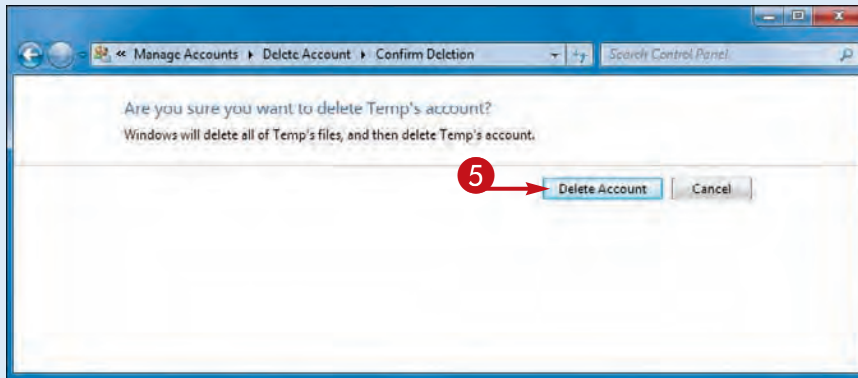 « Manage Accounts ▸ Delete Account ▸ Confirm Deletion
Search Control Panel
Are you sure you want to delete Temp's account?
Windows will delete all of Temp's files, and then delete Temp's account.
5
Delete Account
Cancel